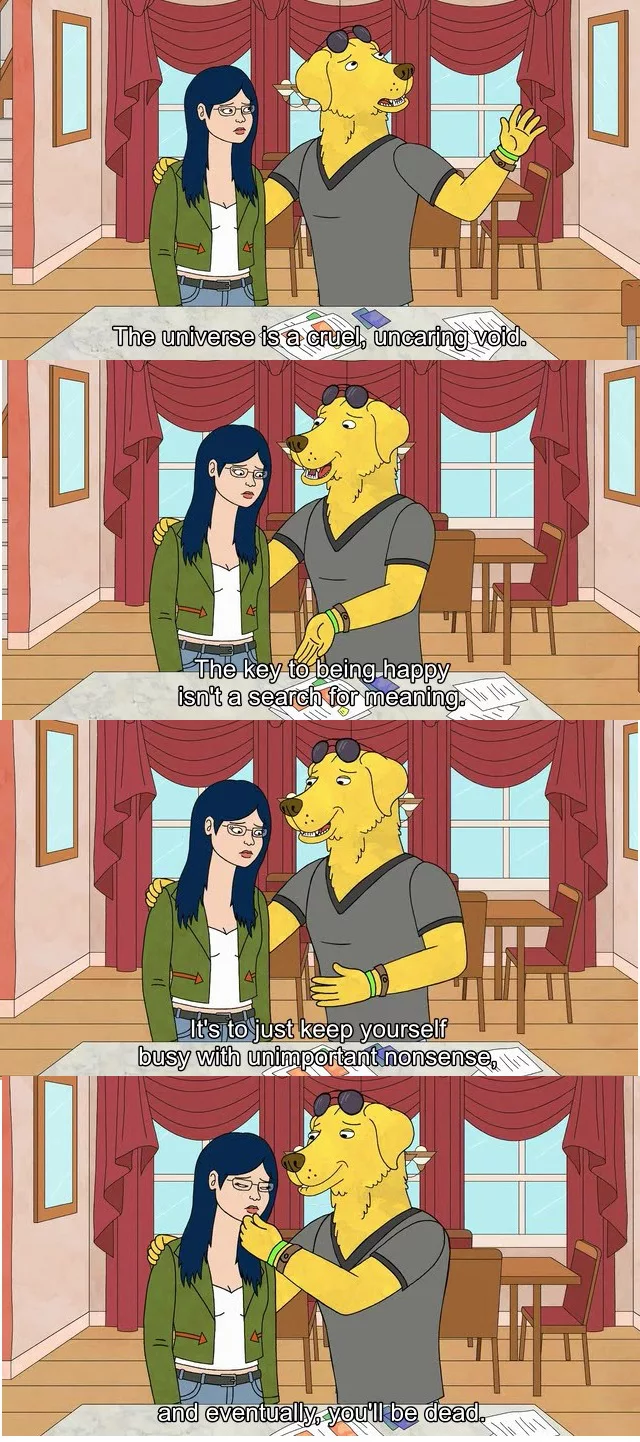 The universe is a cruel, uncaring void.
The key to being happy
isn't a search for meaning.
It's to just keep yourself
busy with unimportant nonsense,
and eventually, you'll be dead.